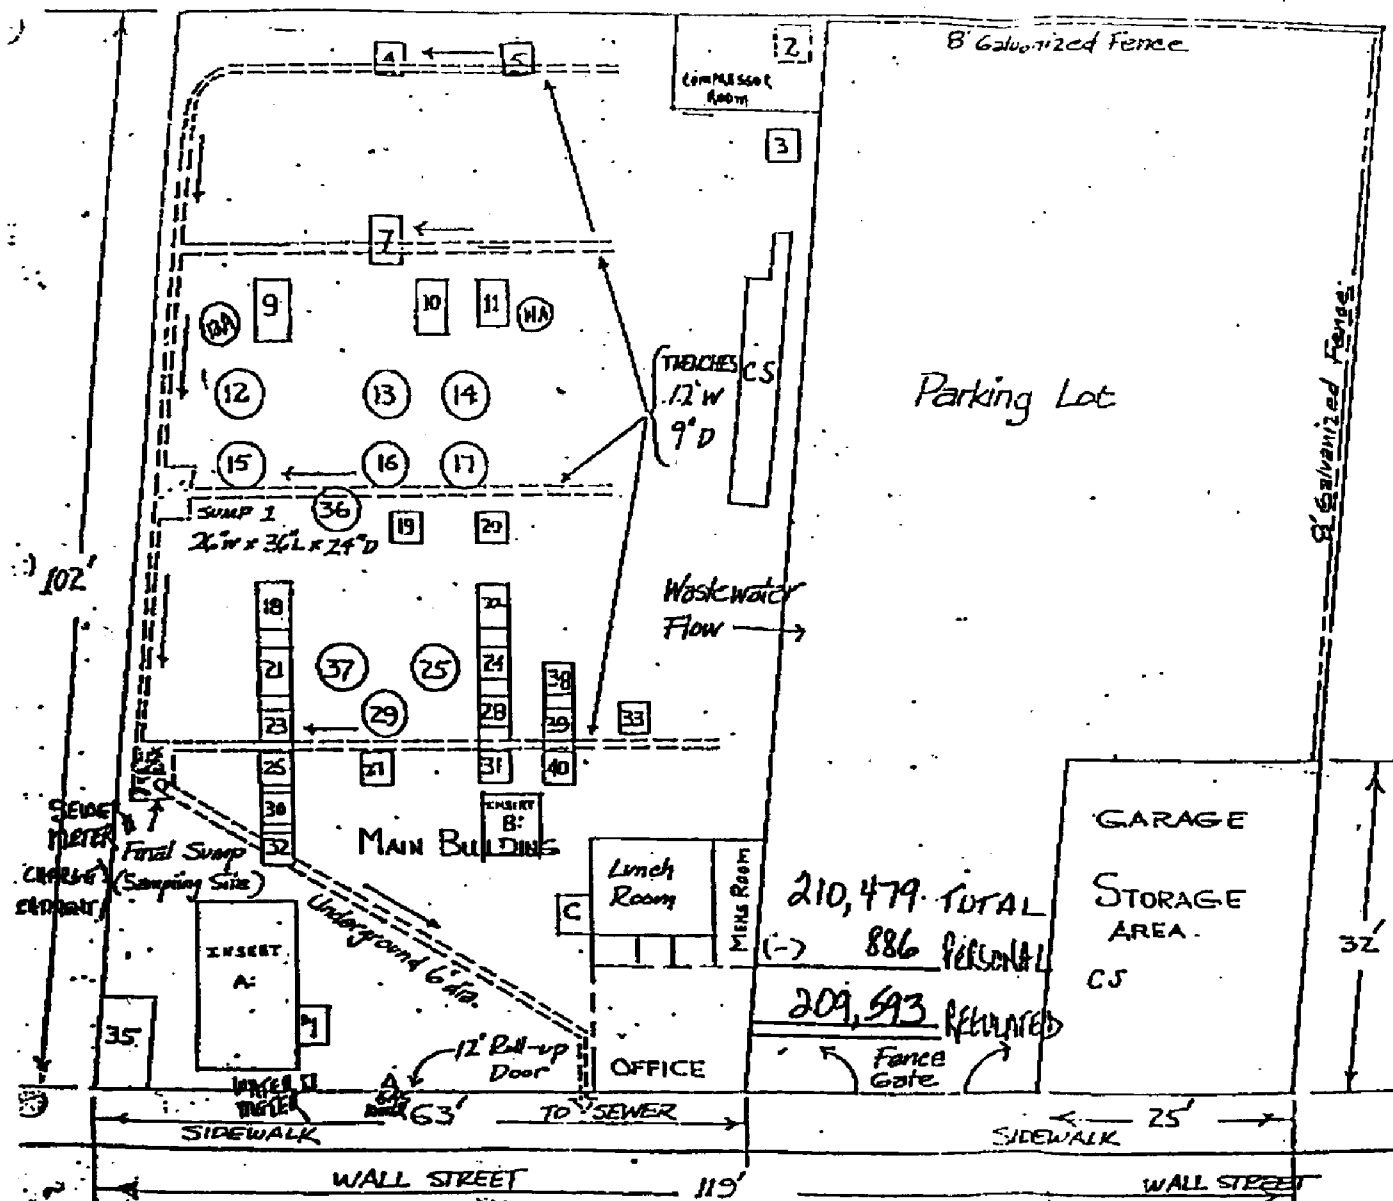 8' Galvanized Fence
4
5
2
COMPRESSOR
ROOM
3
7
9
10
11
11A
TRENCHES
12" W
9" D
CS
8' Galvanized Fence
12
13
14
Parking Lot
15
16
17
SUMP 1
36
26"W x 36"L x 24"D
19
20
102'
Wastewater
Flow
18
21
37
25
24
38
29
23
28
39
33
31
40
30
32
INSERT
B:
MAIN BUILDING
SEWER
METER
Final Sump
(Sampling Site)
Underground 6" dia.
Lunch
Room
MENS ROOM
C
GARAGE
STORAGE
AREA
CS
32'
210,479 TOTAL
(-) 886 PERSONAL
209,593 REGULATED
INSERT
A:
35
12' Roll-up
Door
OFFICE
Fence
Gate
WATER
METER
63'
TO SEWER
25'
SIDEWALK
SIDEWALK
WALL STREET
119'
WALL STREET